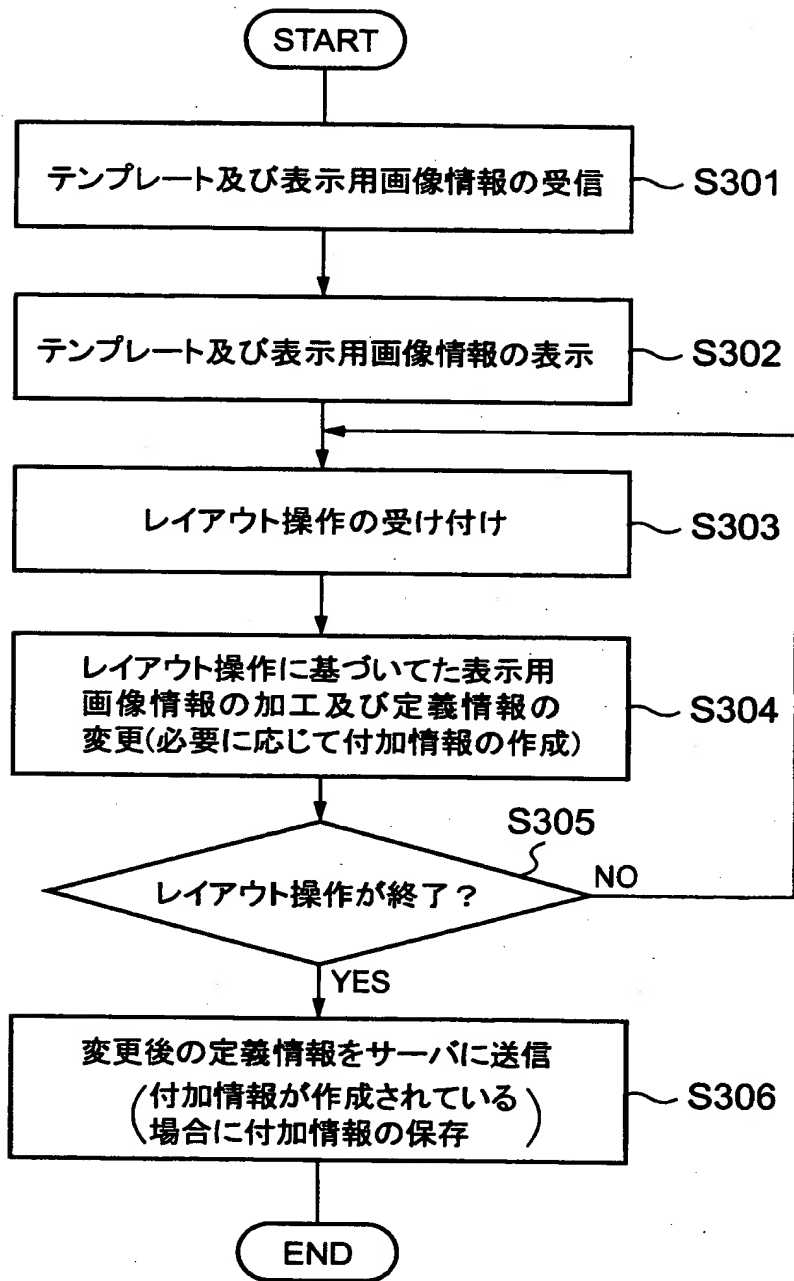 START
テンプレート及び表示用画像情報の受信
S301
テンプレート及び表示用画像情報の表示
S302
レイアウト操作の受け付け
S303
レイアウト操作に基づいてた表示用
画像情報の加工及び定義情報の
変更(必要に応じて付加情報の作成)
S304
S305
レイアウト操作が終了?
NO
YES
変更後の定義情報をサーバに送信
(付加情報が作成されている
場合に付加情報の保存)
S306
END